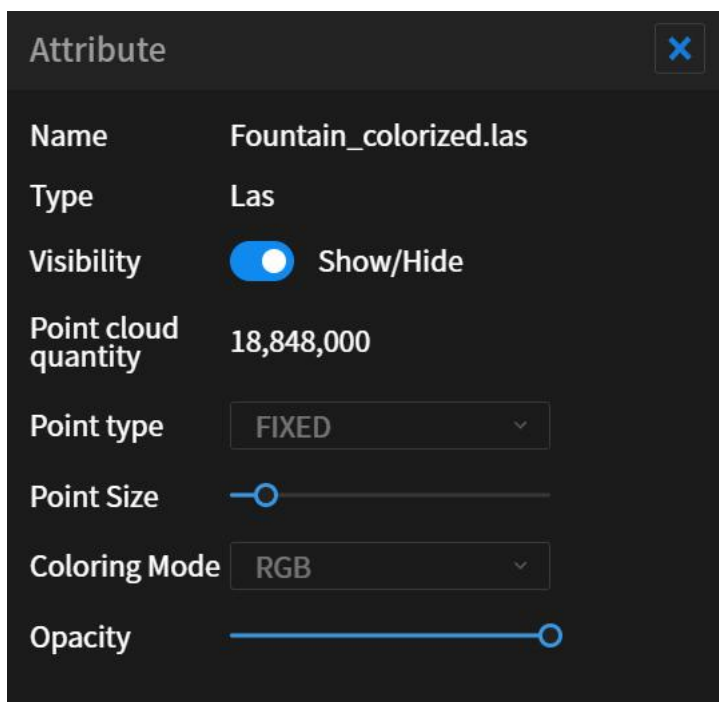 Attribute
Name Fountain_colorized.las
Type Las
Visibility Show/Hide
Point cloud
quantity 18,848,000
Point type FIXED
Point Size
Coloring Mode RGB
Opacity